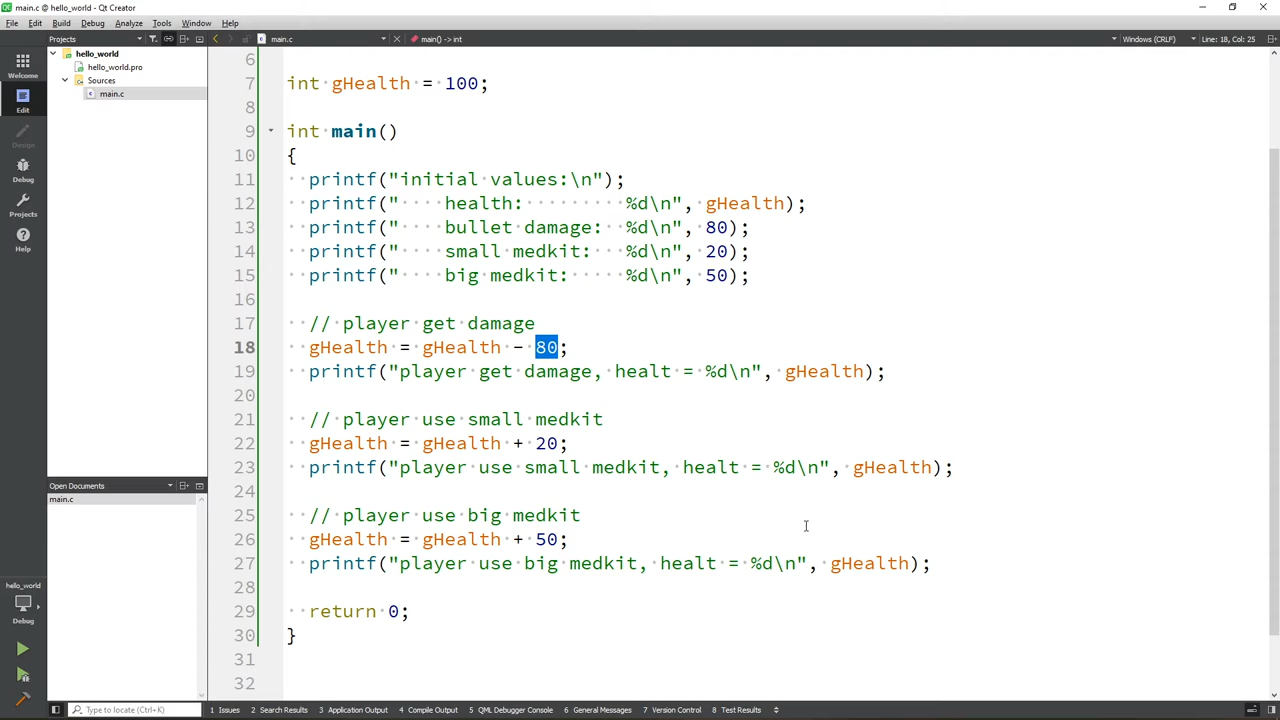 main.c @ hello_world - Qt Creator
File Edit Build Debug Analyze Tools Window Help
Projects
main.c
main() -> int
Windows (CRLF)
Line: 18, Col: 25
Welcome
Edit
Design
Debug
Projects
Help
hello_world
hello_world.pro
Sources
main.c
Open Documents
main.c
hello_world
Debug
6
7 int gHealth = 100;
8
9 int main()
10 {
11 printf("initial values:\n");
12 printf("    health:         %d\n", gHealth);
13 printf("    bullet damage:  %d\n", 80);
14 printf("    small medkit:   %d\n", 20);
15 printf("    big medkit:     %d\n", 50);
16
17 // player get damage
18 gHealth = gHealth - 80;
19 printf("player get damage, healt = %d\n", gHealth);
20
21 // player use small medkit
22 gHealth = gHealth + 20;
23 printf("player use small medkit, healt = %d\n", gHealth);
24
25 // player use big medkit
26 gHealth = gHealth + 50;
27 printf("player use big medkit, healt = %d\n", gHealth);
28
29 return 0;
30 }
31
32
Type to locate (Ctrl+K)
1 Issues 2 Search Results 3 Application Output 4 Compile Output 5 QML Debugger Console 6 General Messages 7 Version Control 8 Test Results